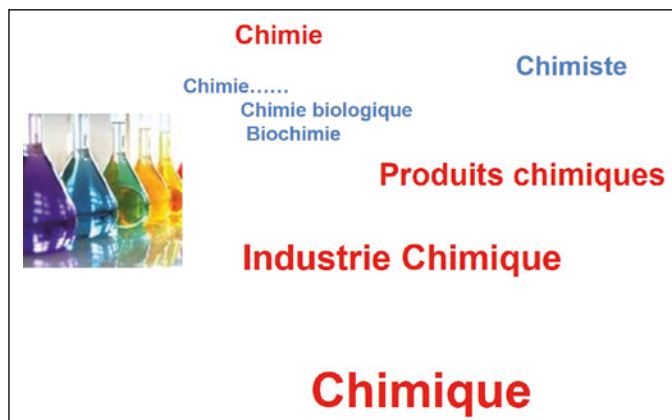 Chimie
Chimiste
Chimie......
Chimie biologique
Biochimie
Produits chimiques
Industrie Chimique
Chimique